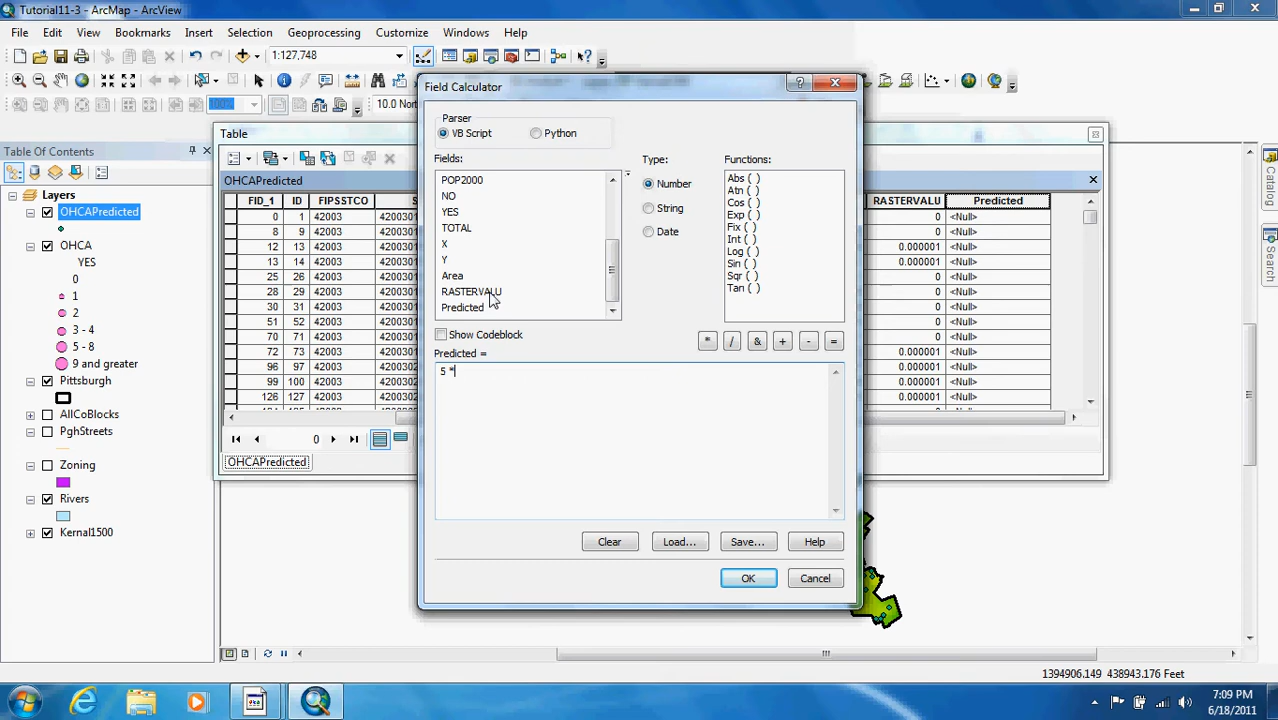 Tutorial11-3 - ArcMap - ArcView
File Edit View Bookmarks Insert Selection Geoprocessing Customize Windows Help
1:127,748
100%
10.0 Nort
Table Of Contents
Layers
OHCAPredicted
OHCA
YES
0
1
2
3 - 4
5 - 8
9 and greater
Pittsburgh
AllCoBlocks
PghStreets
Zoning
Rivers
Kernal1500
Table
OHCAPredicted
FID_1 ID FIPSSTCO
0 1 42003
8 9 42003
12 13 42003
13 14 42003
25 26 42003
28 29 42003
30 31 42003
51 52 42003
70 71 42003
72 73 42003
96 97 42003
99 100 42003
126 127 42003
RASTERVALU Predicted
0 <Null>
0 <Null>
0.000001 <Null>
0.000001 <Null>
0 <Null>
0 <Null>
0 <Null>
0 <Null>
0 <Null>
0.000001 <Null>
0.000001 <Null>
0.000001 <Null>
0.000001 <Null>
0
OHCAPredicted
Field Calculator
Parser
VB Script Python
Fields:
POP2000
NO
YES
TOTAL
X
Y
Area
RASTERVALU
Predicted
Type:
Number
String
Date
Functions:
Abs ( )
Atn ( )
Cos ( )
Exp ( )
Fix ( )
Int ( )
Log ( )
Sin ( )
Sqr ( )
Tan ( )
Show Codeblock
* / & + - =
Predicted =
5 *
Clear Load... Save... Help
OK Cancel
Catalog
Search
1394906.149 438943.176 Feet
7:09 PM
6/18/2011